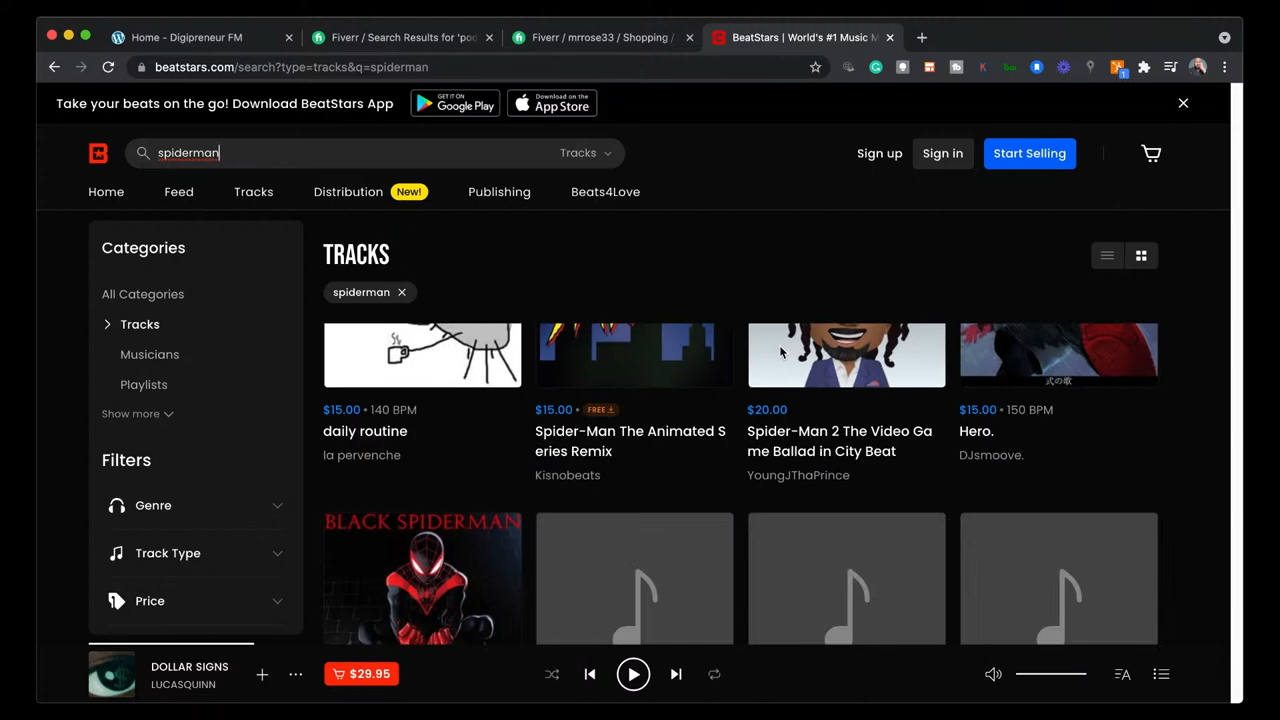 Home - Digipreneur FM
Fiverr / Search Results for 'pod
Fiverr / mrrose33 / Shopping /
BeatStars | World's #1 Music M
beatstars.com/search?type=tracks&q=spiderman
1
Take your beats on the go! Download BeatStars App
GET IT ON
Google Play
Download on the
App Store
spiderman
Tracks
Sign up
Sign in
Start Selling
Home
Feed
Tracks
Distribution
New!
Publishing
Beats4Love
Categories
All Categories
Tracks
Musicians
Playlists
Show more
Filters
Genre
Track Type
Price
TRACKS
spiderman
式の歌
$15.00 • 140 BPM
daily routine
la pervenche
$15.00 • FREE
Spider-Man The Animated S
eries Remix
Kisnobeats
$20.00
Spider-Man 2 The Video Ga
me Ballad in City Beat
YoungJThaPrince
$15.00 • 150 BPM
Hero.
DJsmoove.
BLACK SPIDERMAN
DOLLAR SIGNS
LUCASQUINN
$29.95